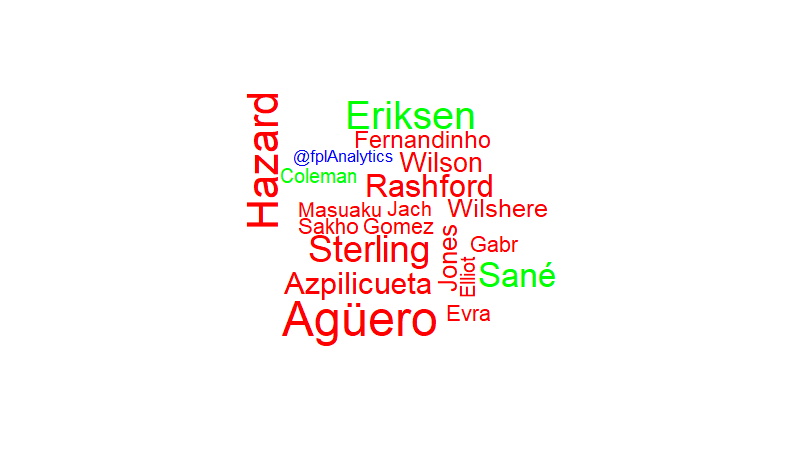 Hazard
Eriksen
Fernandinho
@fplAnalytics
Wilson
Coleman
Rashford
Masuaku
Jach
Wilshere
Sakho
Gomez
Sterling
Jones
Gabr
Elliot
Sané
Azpilicueta
Agüero
Evra